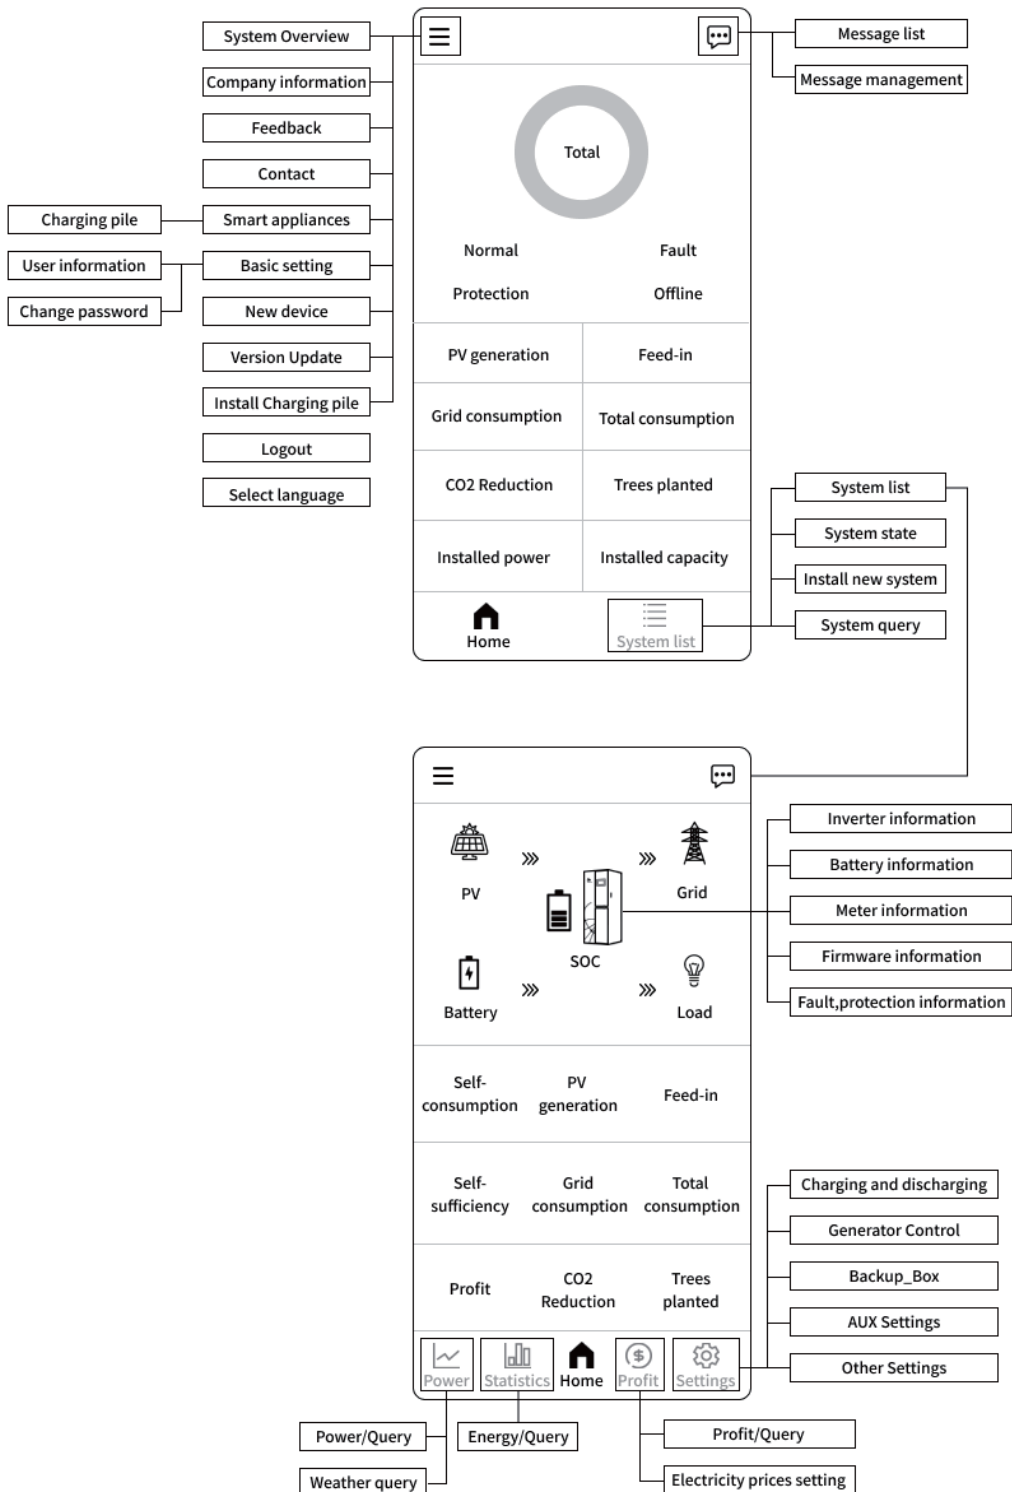 System Overview
Company information
Feedback
Contact
Charging pile
Smart appliances
User information
Basic setting
Change password
New device
Version Update
Install Charging pile
Logout
Select language
Message list
Message management
Total
Normal
Fault
Protection
Offline
PV generation
Feed-in
Grid consumption
Total consumption
CO2 Reduction
Trees planted
Installed power
Installed capacity
Home
System list
System list
System state
Install new system
System query
PV
Grid
SOC
Battery
Load
Inverter information
Battery information
Meter information
Firmware information
Fault,protection information
Self-
consumption
PV
generation
Feed-in
Self-
sufficiency
Grid
consumption
Total
consumption
Profit
CO2
Reduction
Trees
planted
Charging and discharging
Generator Control
Backup_Box
AUX Settings
Other Settings
Power
Statistics
Home
Profit
Settings
Power/Query
Energy/Query
Profit/Query
Weather query
Electricity prices setting